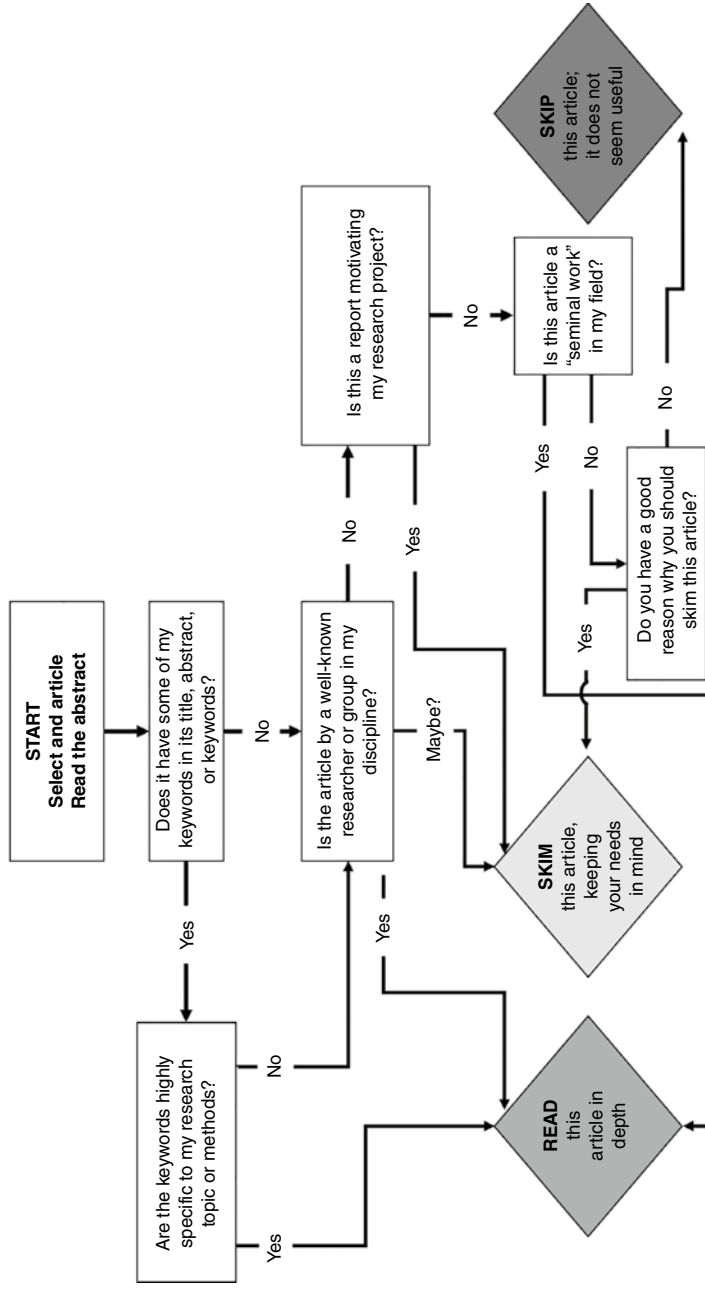 START
Select and article
Read the abstract
Does it have some of my
keywords in its title, abstract,
or keywords?
Yes
No
Are the keywords highly
specific to my research
topic or methods?
Yes
No
Is the article by a well-known
researcher or group in my
discipline?
Yes
Maybe?
No
Is this a report motivating
my research project?
Yes
No
Is this article a
“seminal work”
in my field?
Yes
No
Do you have a good
reason why you should
skim this article?
Yes
No
READ
this
article in
depth
SKIM
this article,
keeping
your needs
in mind
SKIP
this article;
it does not
seem useful